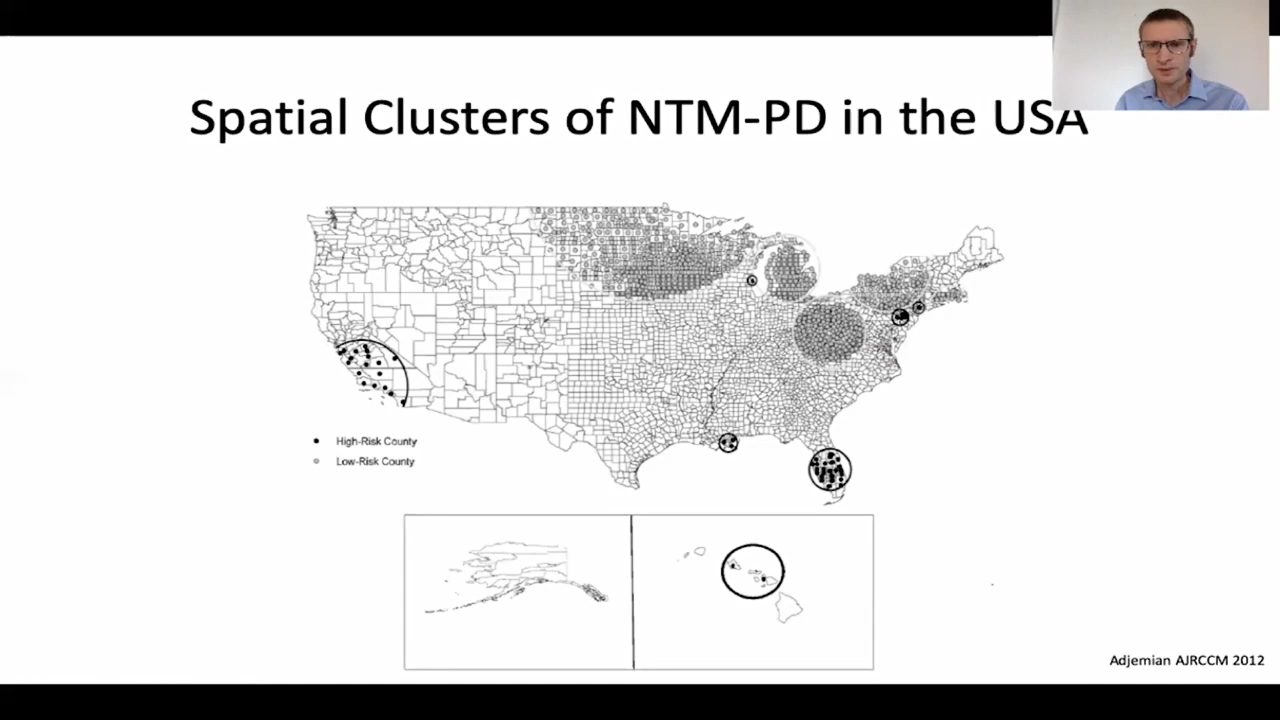 Spatial Clusters of NTM-PD in the USA
High-Risk County
Low-Risk County
Adjemian AJRCCM 2012